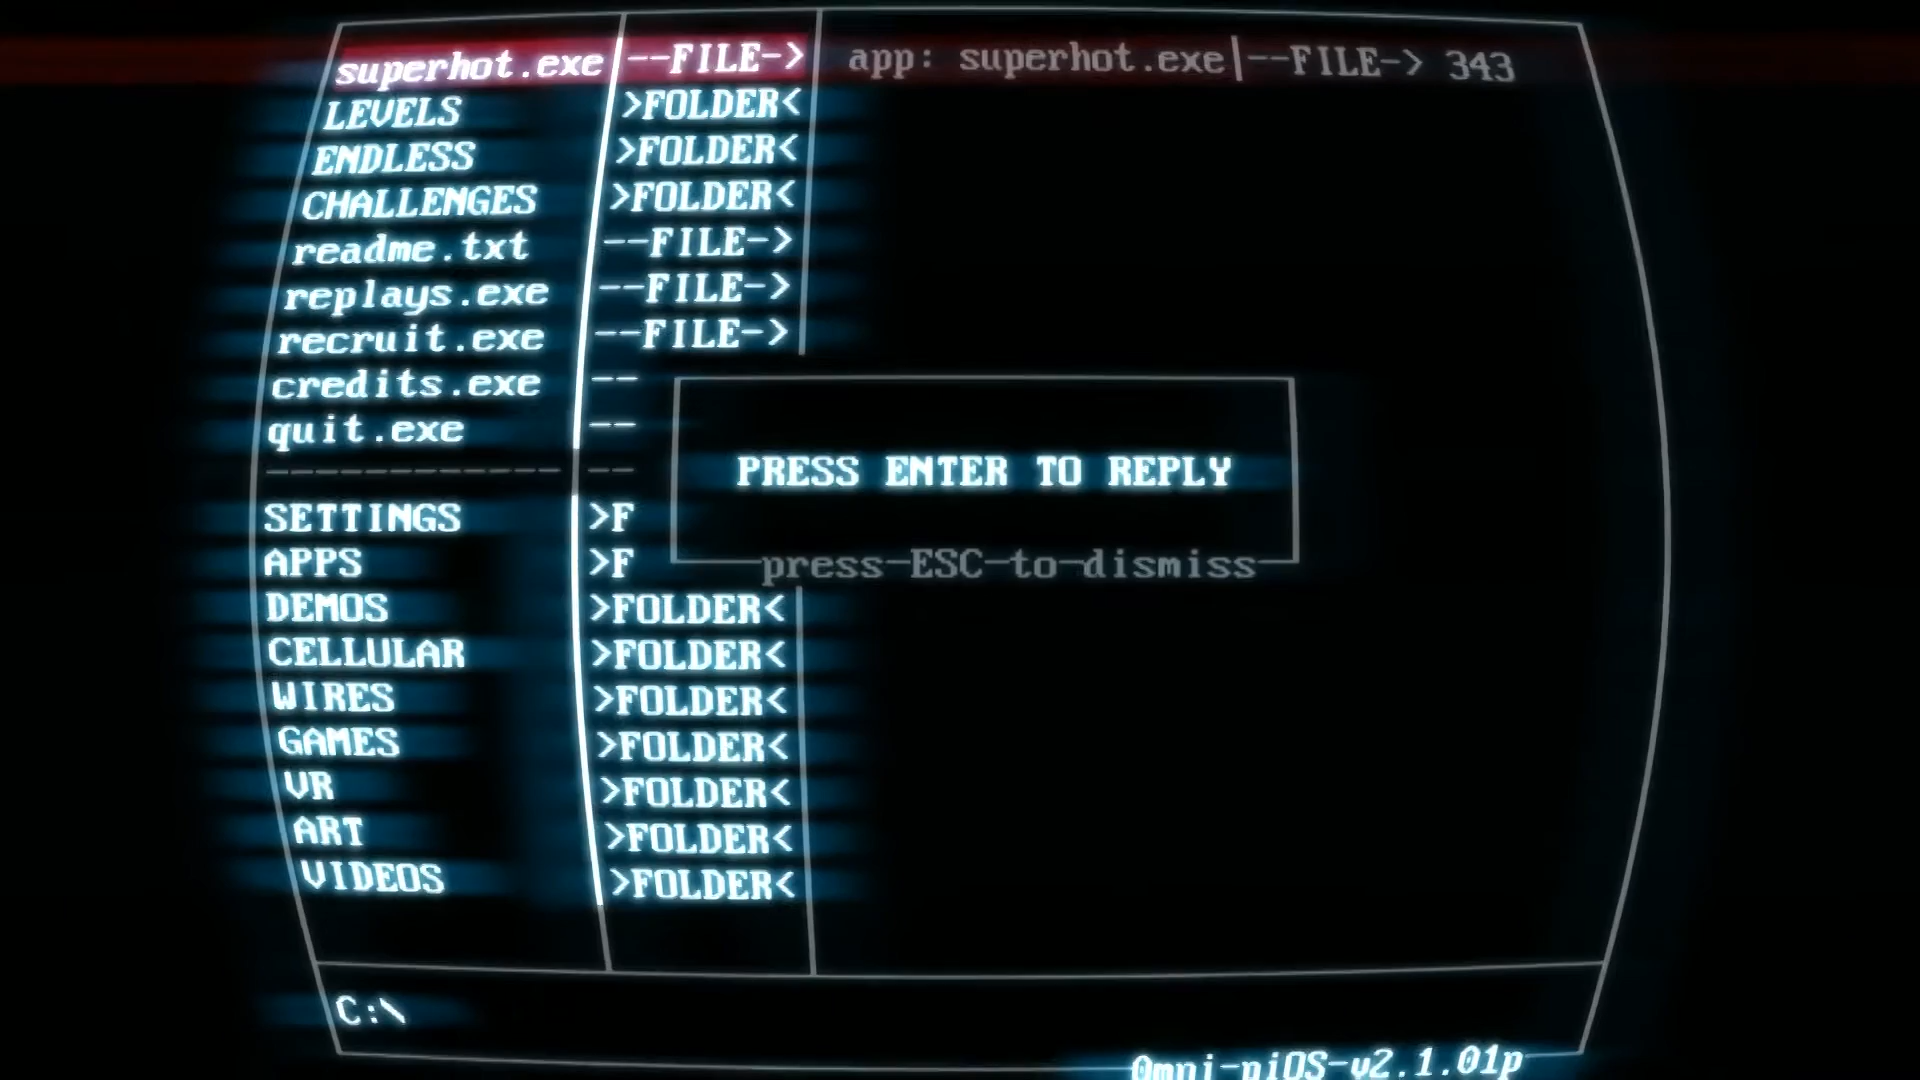 superhot.exe --FILE-> app: superhot.exe|--FILE-> 343
LEVELS >FOLDER<
ENDLESS >FOLDER<
CHALLENGES >FOLDER<
readme.txt --FILE->
replays.exe --FILE->
recruit.exe --FILE->
credits.exe --
quit.exe --
------------- --
PRESS ENTER TO REPLY
SETTINGS >F
APPS >F
press-ESC-to-dismiss
DEMOS >FOLDER<
CELLULAR >FOLDER<
WIRES >FOLDER<
GAMES >FOLDER<
VR >FOLDER<
ART >FOLDER<
VIDEOS >FOLDER<
C:\
Omni-piOS-v2.1.01p